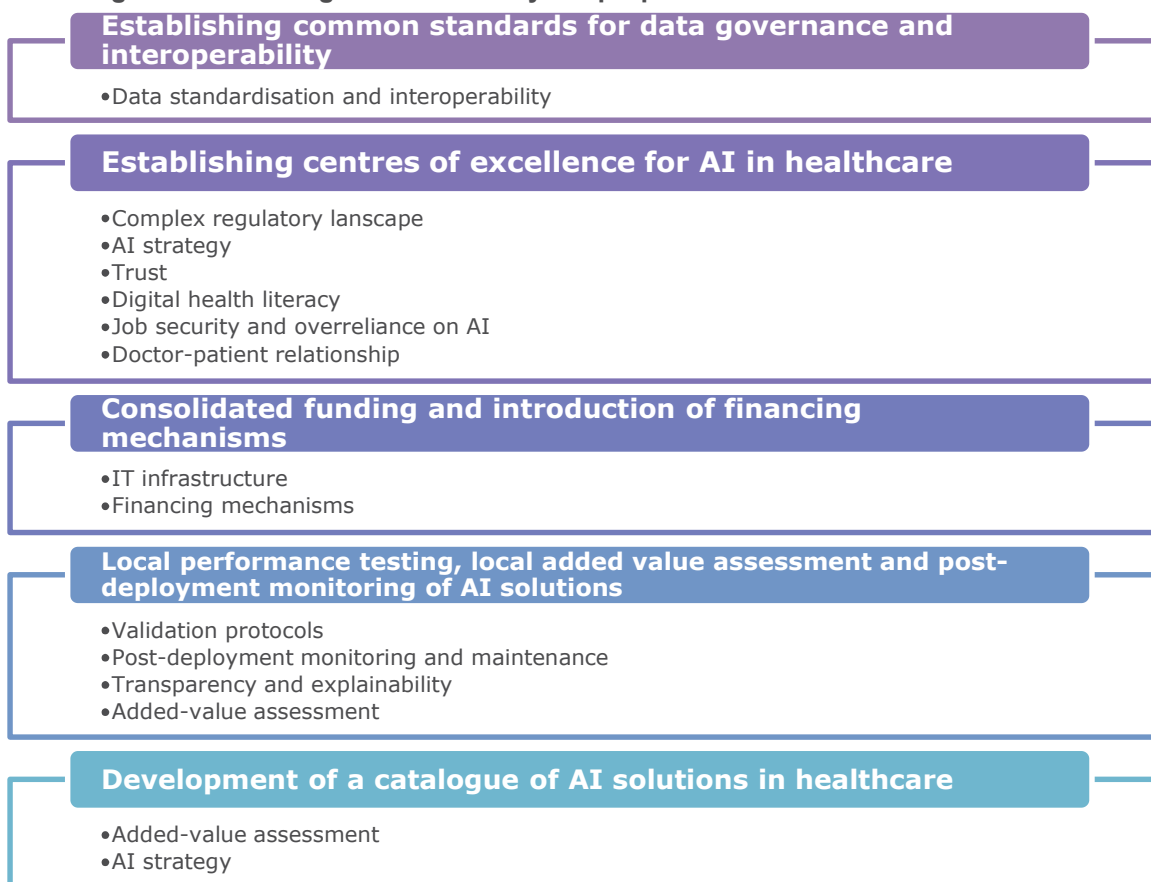 Establishing common standards for data governance and
interoperability
•Data standardisation and interoperability
Establishing centres of excellence for AI in healthcare
•Complex regulatory lanscape
•AI strategy
•Trust
•Digital health literacy
•Job security and overreliance on AI
•Doctor-patient relationship
Consolidated funding and introduction of financing
mechanisms
•IT infrastructure
•Financing mechanisms
Local performance testing, local added value assessment and post-
deployment monitoring of AI solutions
•Validation protocols
•Post-deployment monitoring and maintenance
•Transparency and explainability
•Added-value assessment
Development of a catalogue of AI solutions in healthcare
•Added-value assessment
•AI strategy